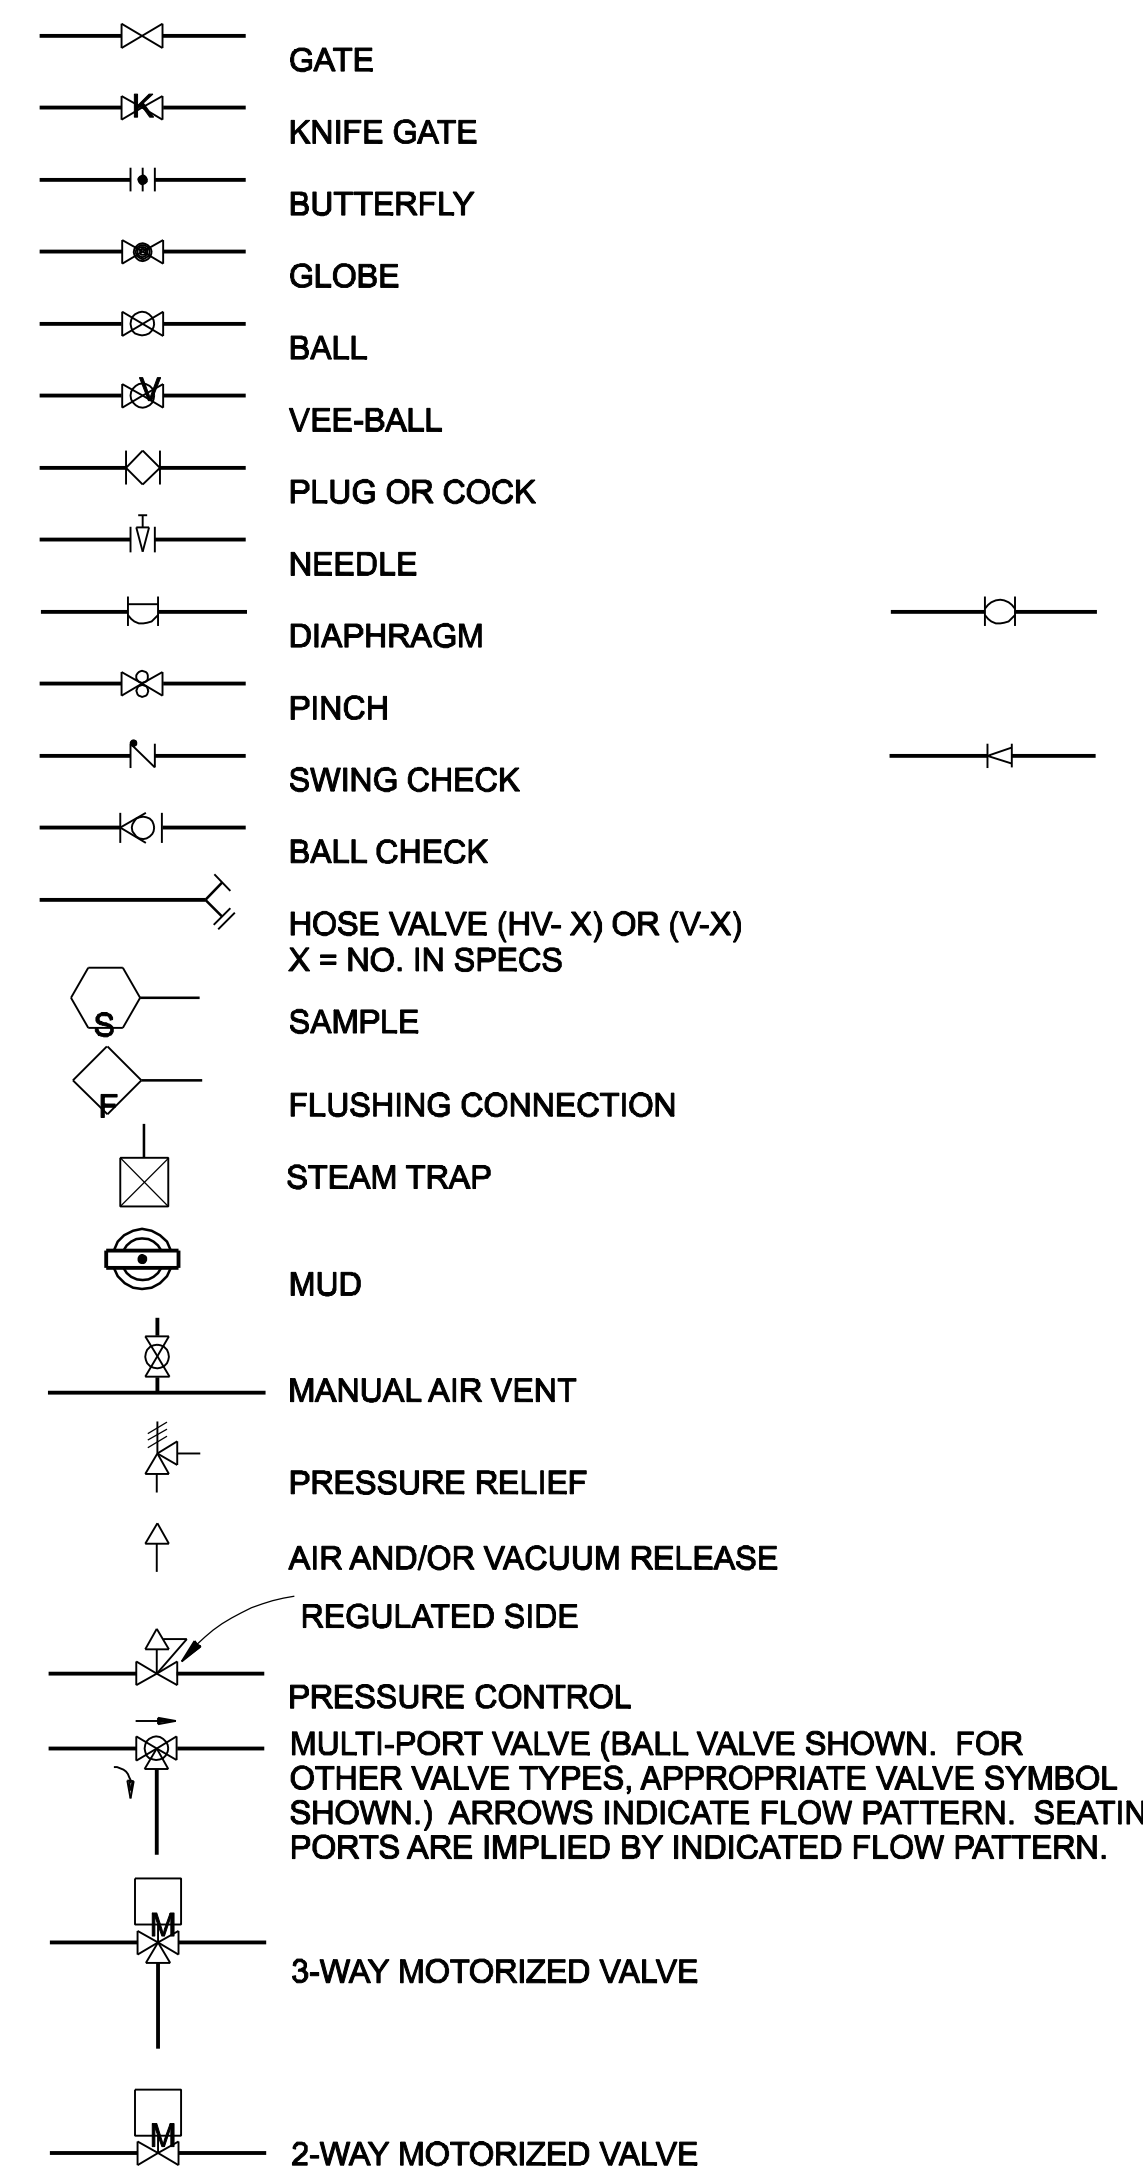 GATE
K
KNIFE GATE
BUTTERFLY
GLOBE
BALL
V
VEE-BALL
PLUG OR COCK
NEEDLE
DIAPHRAGM
PINCH
SWING CHECK
BALL CHECK
HOSE VALVE (HV- X) OR (V-X)
X = NO. IN SPECS
S
SAMPLE
F
FLUSHING CONNECTION
STEAM TRAP
MUD
MANUAL AIR VENT
PRESSURE RELIEF
AIR AND/OR VACUUM RELEASE
REGULATED SIDE
PRESSURE CONTROL
MULTI-PORT VALVE (BALL VALVE SHOWN.  FOR
OTHER VALVE TYPES, APPROPRIATE VALVE SYMBOL
SHOWN.)  ARROWS INDICATE FLOW PATTERN.  SEATIN
PORTS ARE IMPLIED BY INDICATED FLOW PATTERN.
M
3-WAY MOTORIZED VALVE
M
2-WAY MOTORIZED VALVE